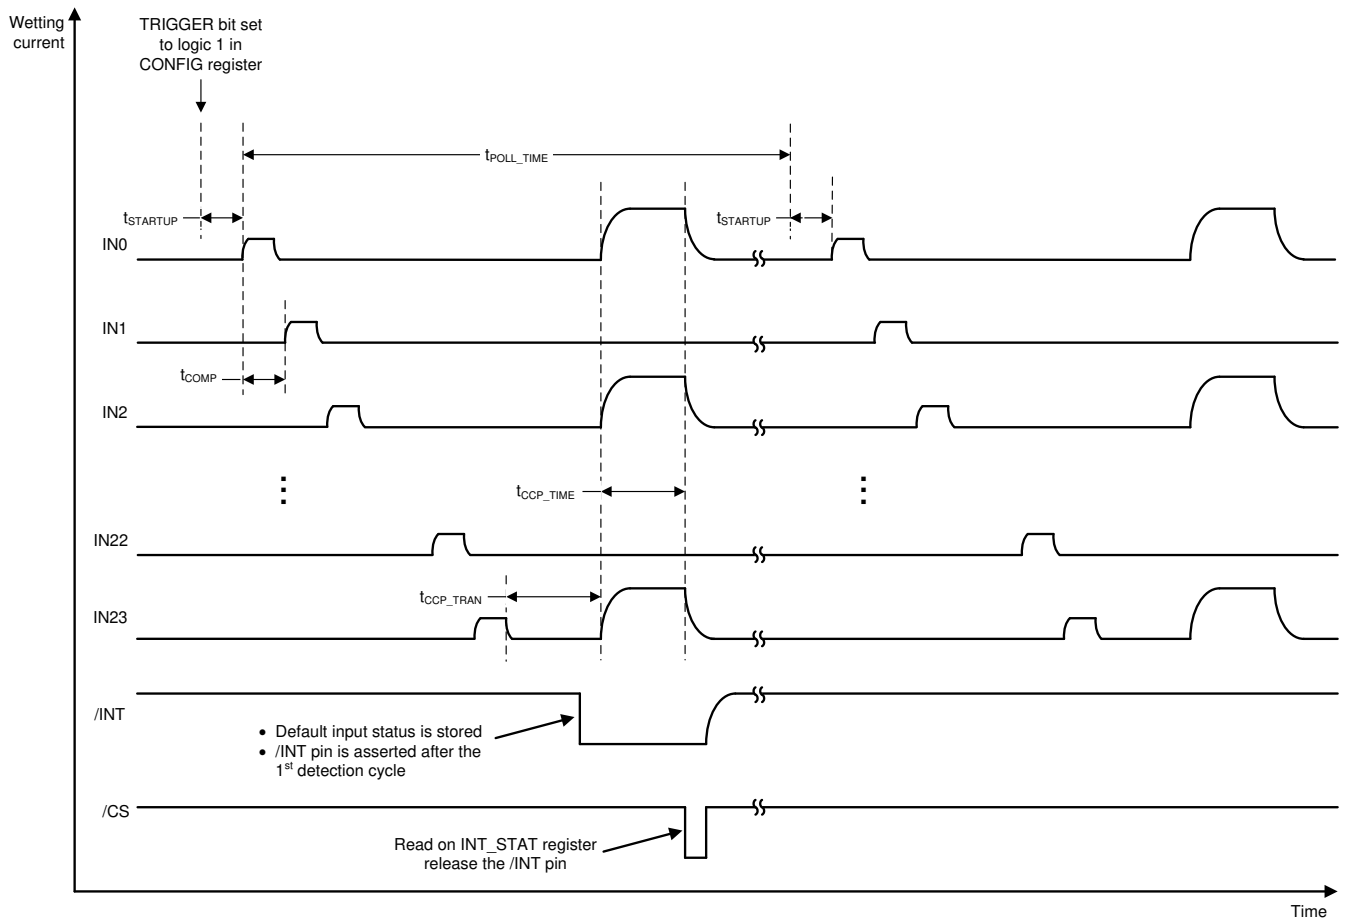 Wetting
current
TRIGGER bit set
to logic 1 in
CONFIG register
tPOLL_TIME
tSTARTUP
tSTARTUP
IN0
IN1
tCOMP
IN2
tCCP_TIME
IN22
tCCP_TRAN
IN23
/INT
• Default input status is stored
• /INT pin is asserted after the
1st detection cycle
/CS
Read on INT_STAT register
release the /INT pin
Time